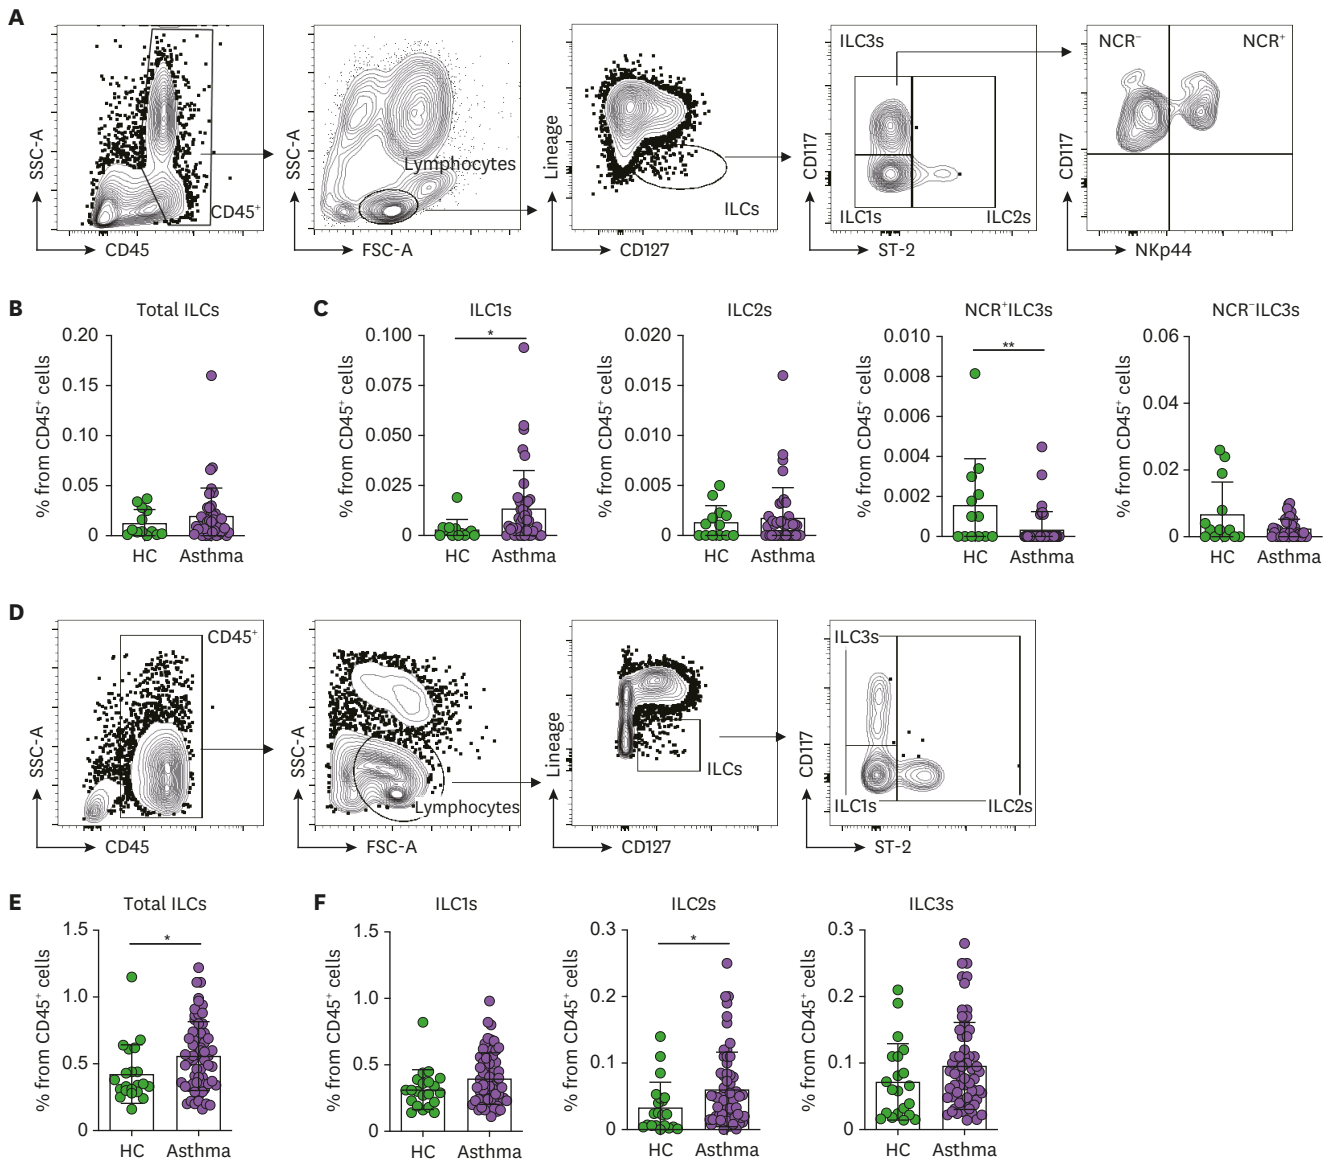 A
SSC-A
CD45
CD45⁺
SSC-A
FSC-A
Lymphocytes
Lineage
CD127
ILCs
CD117
ST-2
ILC3s
ILC1s
ILC2s
CD117
NKp44
NCR⁻
NCR⁺
B
Total ILCs
% from CD45⁺ cells
0.20
0.15
0.10
0.05
0
HC
Asthma
C
ILC1s
% from CD45⁺ cells
0.100
0.075
0.050
0.025
0
*
HC
Asthma
ILC2s
% from CD45⁺ cells
0.020
0.015
0.010
0.005
0
HC
Asthma
NCR⁺ILC3s
% from CD45⁺ cells
0.010
0.008
0.006
0.004
0.002
0
**
HC
Asthma
NCR⁻ILC3s
% from CD45⁺ cells
0.06
0.04
0.02
0
HC
Asthma
D
SSC-A
CD45
CD45⁺
SSC-A
FSC-A
Lymphocytes
Lineage
CD127
ILCs
CD117
ST-2
ILC3s
ILC1s
ILC2s
E
Total ILCs
% from CD45⁺ cells
1.5
1.0
0.5
0
*
HC
Asthma
F
ILC1s
% from CD45⁺ cells
1.5
1.0
0.5
0
HC
Asthma
ILC2s
% from CD45⁺ cells
0.3
0.2
0.1
0
*
HC
Asthma
ILC3s
% from CD45⁺ cells
0.3
0.2
0.1
0
HC
Asthma